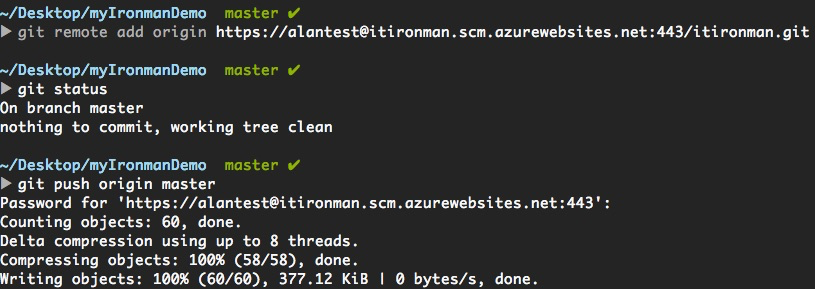 ~/Desktop/myIronmanDemo master ✔
▶ git remote add origin https://alantest@itironman.scm.azurewebsites.net:443/itironman.git
~/Desktop/myIronmanDemo master ✔
▶ git status
On branch master
nothing to commit, working tree clean
~/Desktop/myIronmanDemo master ✔
▶ git push origin master
Password for 'https://alantest@itironman.scm.azurewebsites.net:443':
Counting objects: 60, done.
Delta compression using up to 8 threads.
Compressing objects: 100% (58/58), done.
Writing objects: 100% (60/60), 377.12 KiB | 0 bytes/s, done.